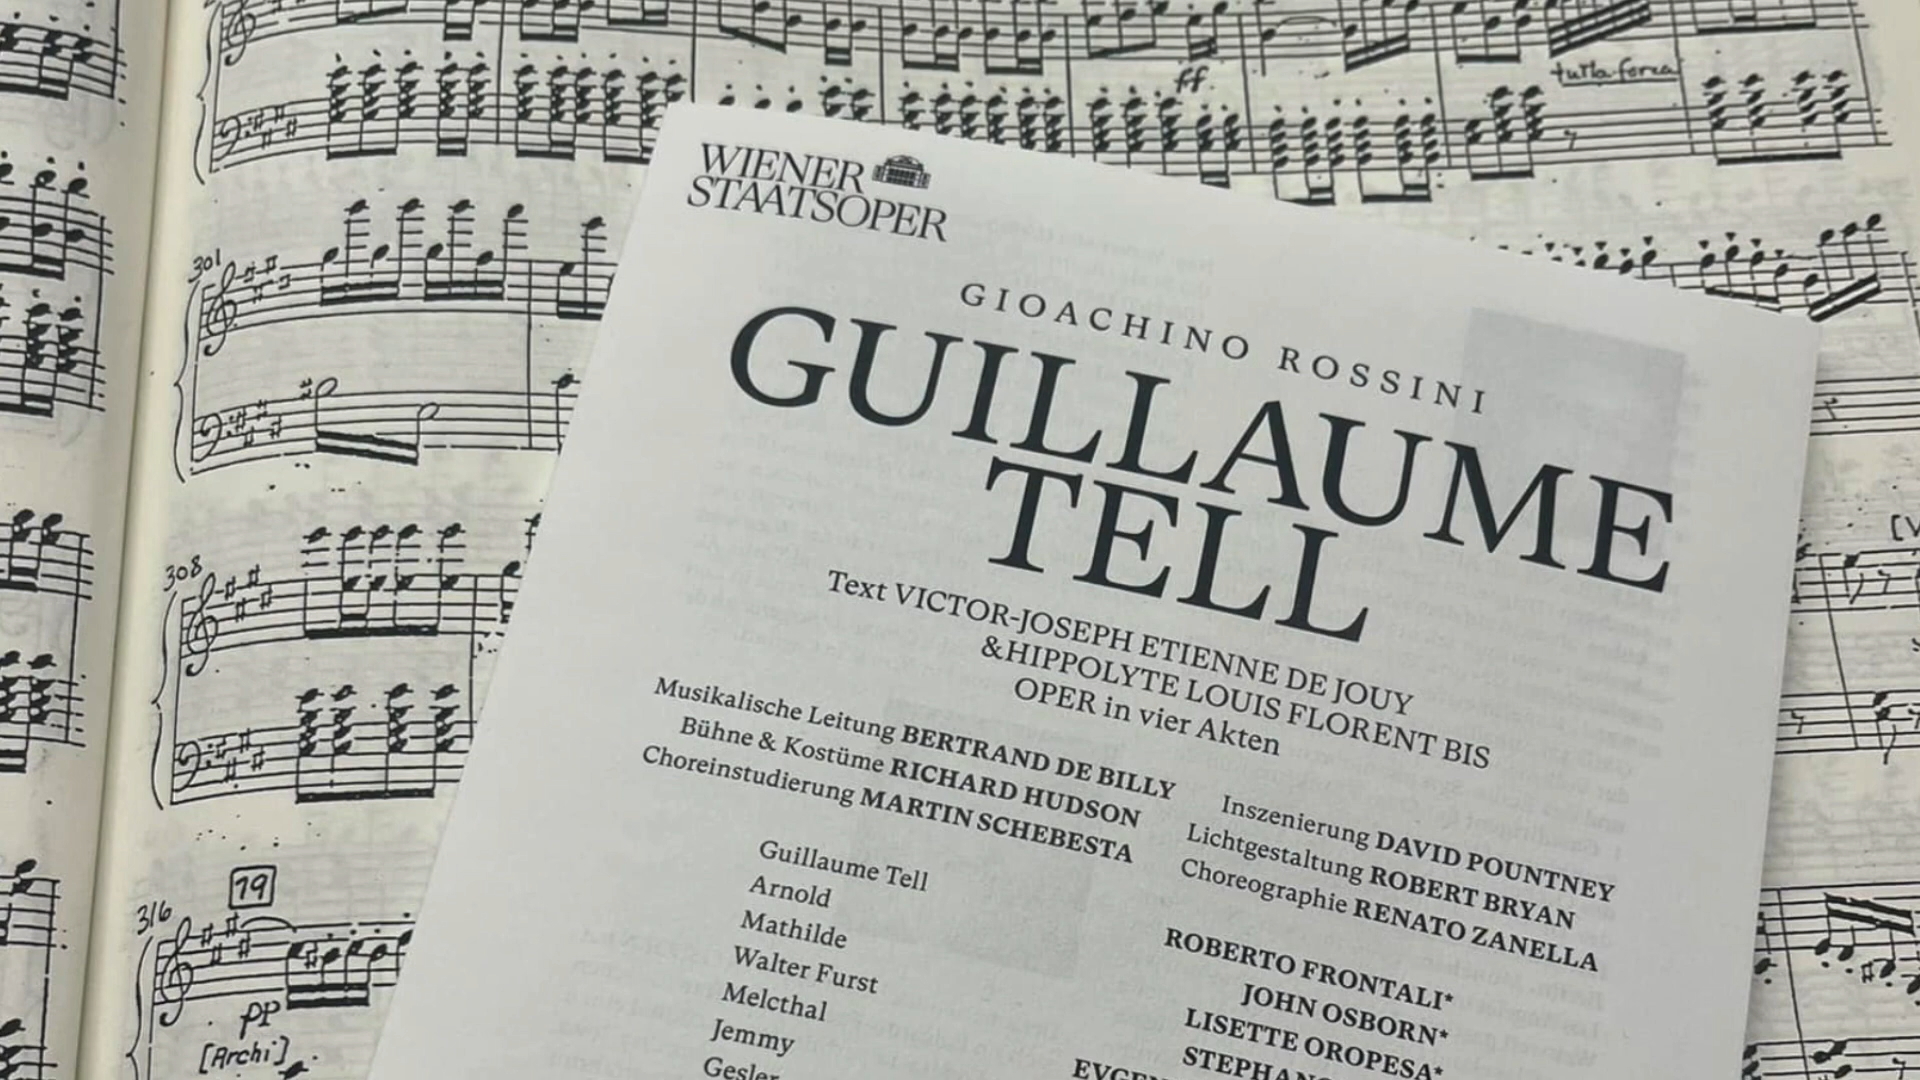 ff.
tutta forza
WIENER
STAATSOPER
301
GIOACHINO ROSSINI
GUILLAUME
TELL
Text VICTOR-JOSEPH ETIENNE DE JOUY
&HIPPOLYTE LOUIS FLORENT BIS
OPER in vier Akten
308
Musikalische Leitung BERTRAND DE BILLY
Bühne & Kostüme RICHARD HUDSON
Choreinstudierung MARTIN SCHEBESTA
Inszenierung DAVID POUNTNEY
Lichtgestaltung ROBERT BRYAN
Choreographie RENATO ZANELLA
Guillaume Tell
Arnold
Mathilde
Walter Furst
Melcthal
Jemmy
Gesler
ROBERTO FRONTALI*
JOHN OSBORN*
LISETTE OROPESA*
316
19
pp
[Archi]